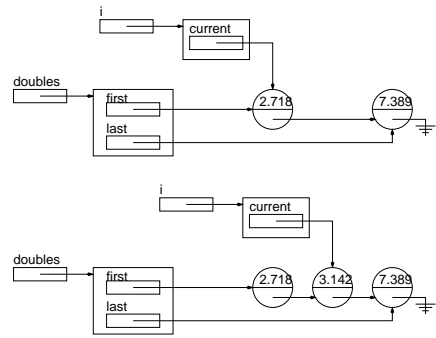 i
current
doubles
first
2.718
7.389
last
i
current
doubles
first
2.718
3.142
7.389
last